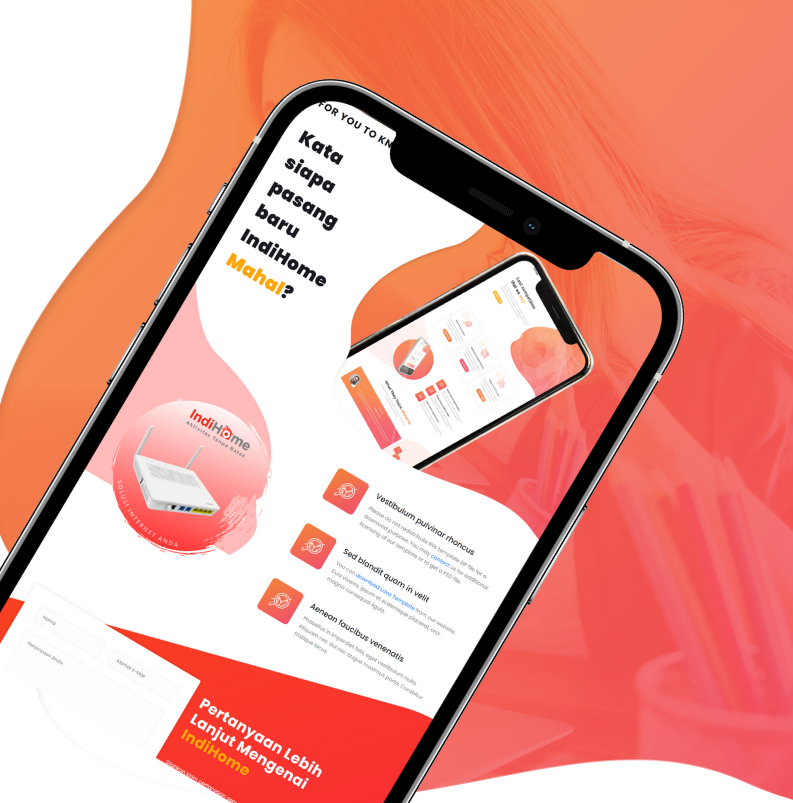 FOR YOU TO KN
Kata
siapa
pasang
baru
IndiHome
Mahal?
IndiHome
Aktivitas Tanpa Batas
SOLUSI INTERNET ANDA
Vestibulum pulvinar rhoncus
Please do not redistribute this template ZIP file for a
download purpose. You may contact us for additional
licensing of our template or to get a PSD file.
Sed blandit quam in velit
You can download Lava Template from our website.
Duis viverra, ipsum et scelerisque placerat, orci
magna consequat ligula.
Aenean faucibus venenatis
Phasellus in imperdiet felis, eget vestibulum nulla.
Aliquam nec dui nec augue maximus porta. Curabitur
tristique lacus.
Nama
Alamat E-Mail
Pertanyaan Anda
Pertanyaan Lebih
Lanjut Mengenai
IndiHome